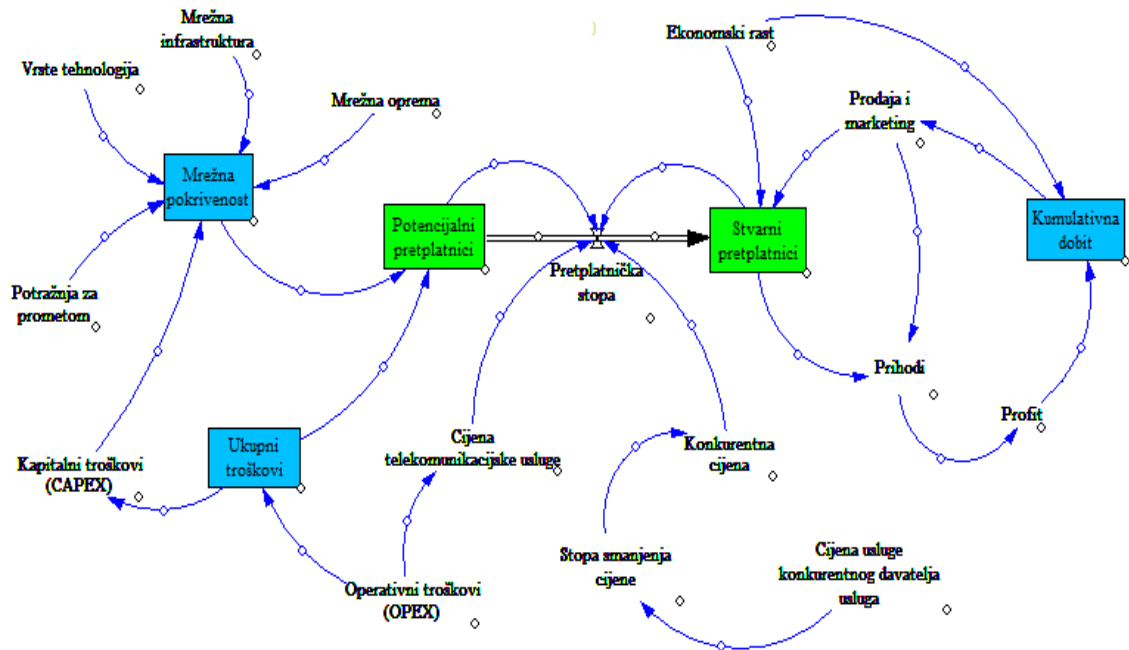 Mrežna
infrastruktura
Vrste tehnologija
Mrežna oprema
Ekonomski rast
Prodaja i
marketing
Mrežna
pokrivenost
Potencijalni
pretplatnici
Stvarni
pretplatnici
Kumulativna
dobit
Pretplatnička
stopa
Potražnja za
prometom
Prihodi
Profit
Ukupni
troškovi
Kapitalni troškovi
(CAPEX)
Cijena
telekomunikacijske usluge
Konkurentna
cijena
Operativni troškovi
(OPEX)
Stopa smanjenja
cijene
Cijena usluge
konkurentnog davatelja
usluga